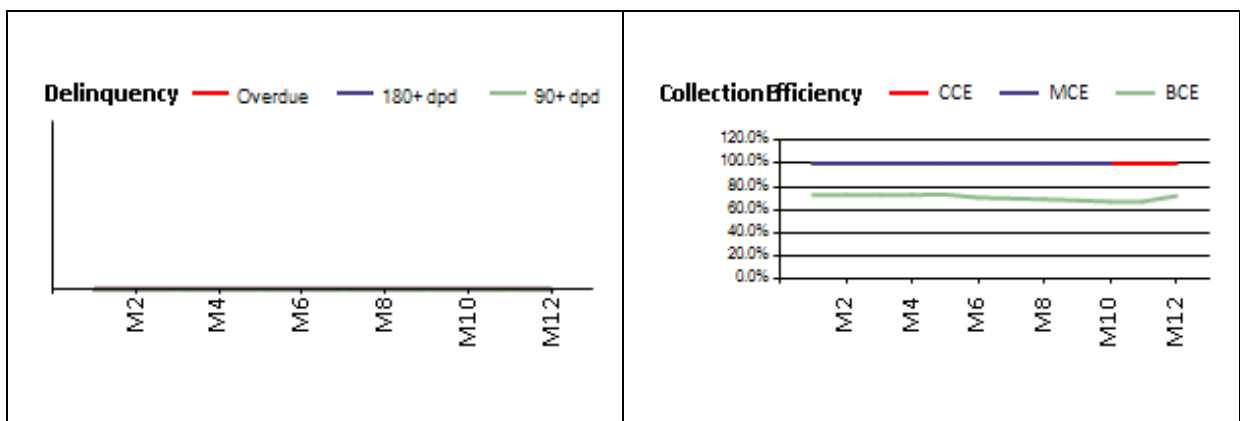 Delinquency Overdue 180+ dpd 90+ dpd
M2 M4 M6 M8 M10 M12
Collection Efficiency CCE MCE BCE
120.0%
100.0%
80.0%
60.0%
40.0%
20.0%
0.0%
M2 M4 M6 M8 M10 M12